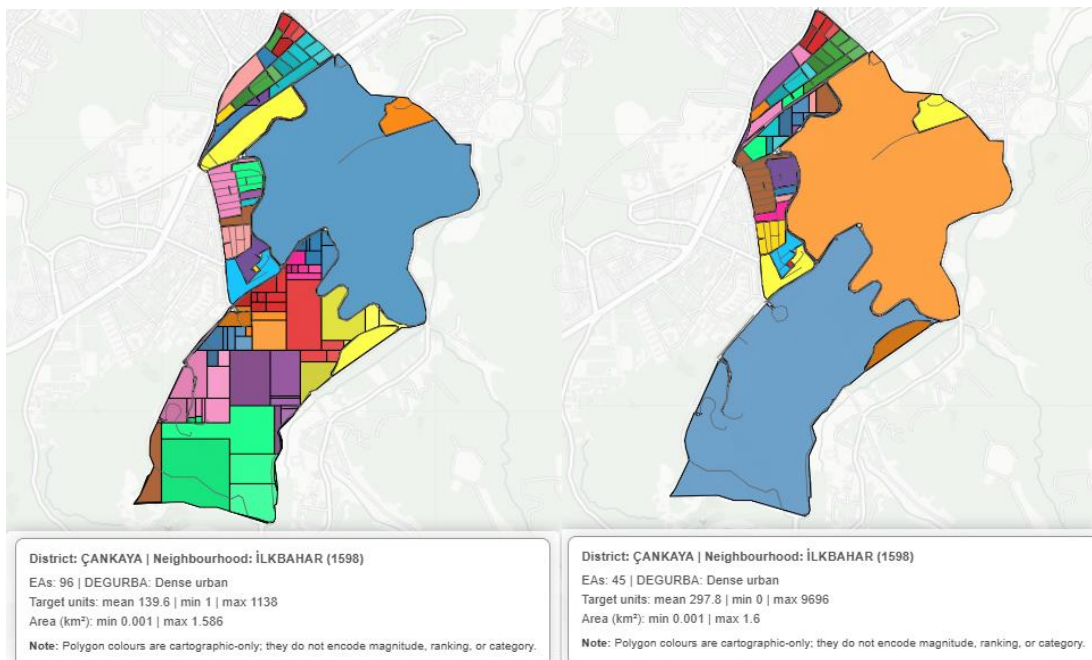 District: ÇANKAYA | Neighbourhood: İLKBAHAR (1598)
EAs: 96 | DEGURBA: Dense urban
Target units: mean 139.6 | min 1 | max 1138
Area (km²): min 0.001 | max 1.586
Note: Polygon colours are cartographic-only; they do not encode magnitude, ranking, or category.
District: ÇANKAYA | Neighbourhood: İLKBAHAR (1598)
EAs: 45 | DEGURBA: Dense urban
Target units: mean 297.8 | min 0 | max 9696
Area (km²): min 0.001 | max 1.6
Note: Polygon colours are cartographic-only; they do not encode magnitude, ranking, or category.